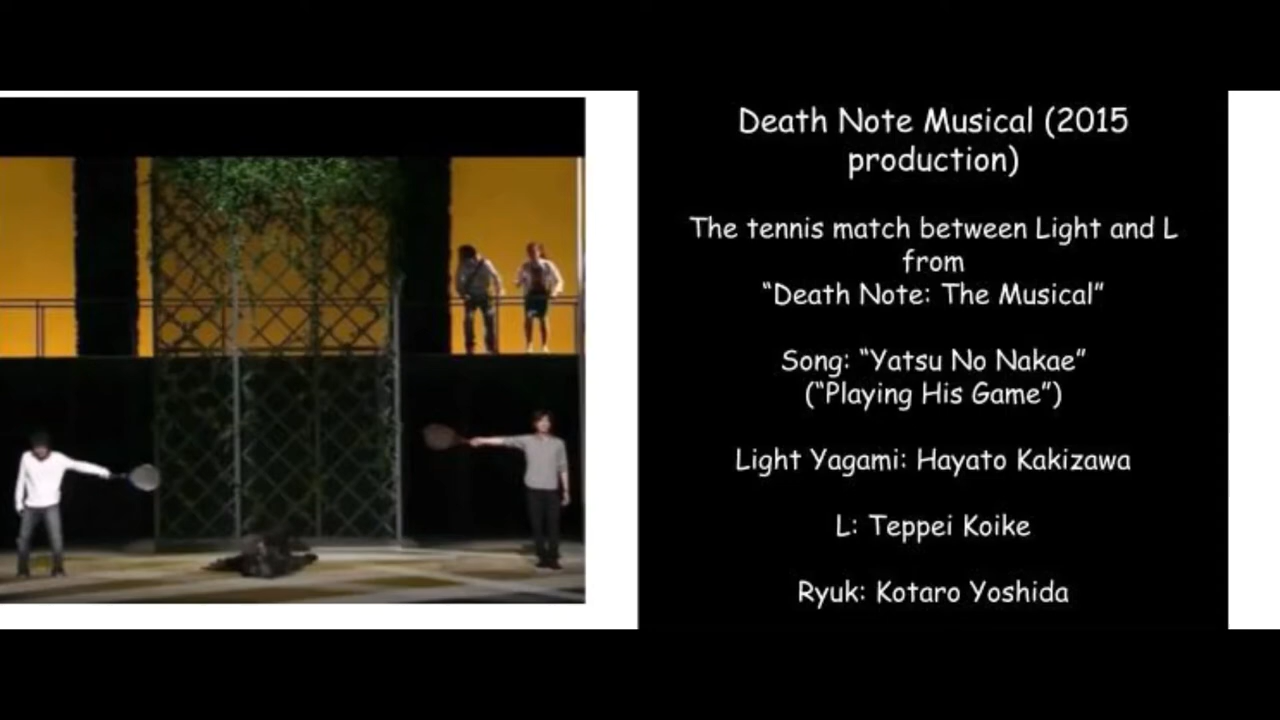 Death Note Musical (2015
production)
The tennis match between Light and L
from
“Death Note: The Musical”
Song: “Yatsu No Nakae”
(“Playing His Game”)
Light Yagami: Hayato Kakizawa
L: Teppei Koike
Ryuk: Kotaro Yoshida